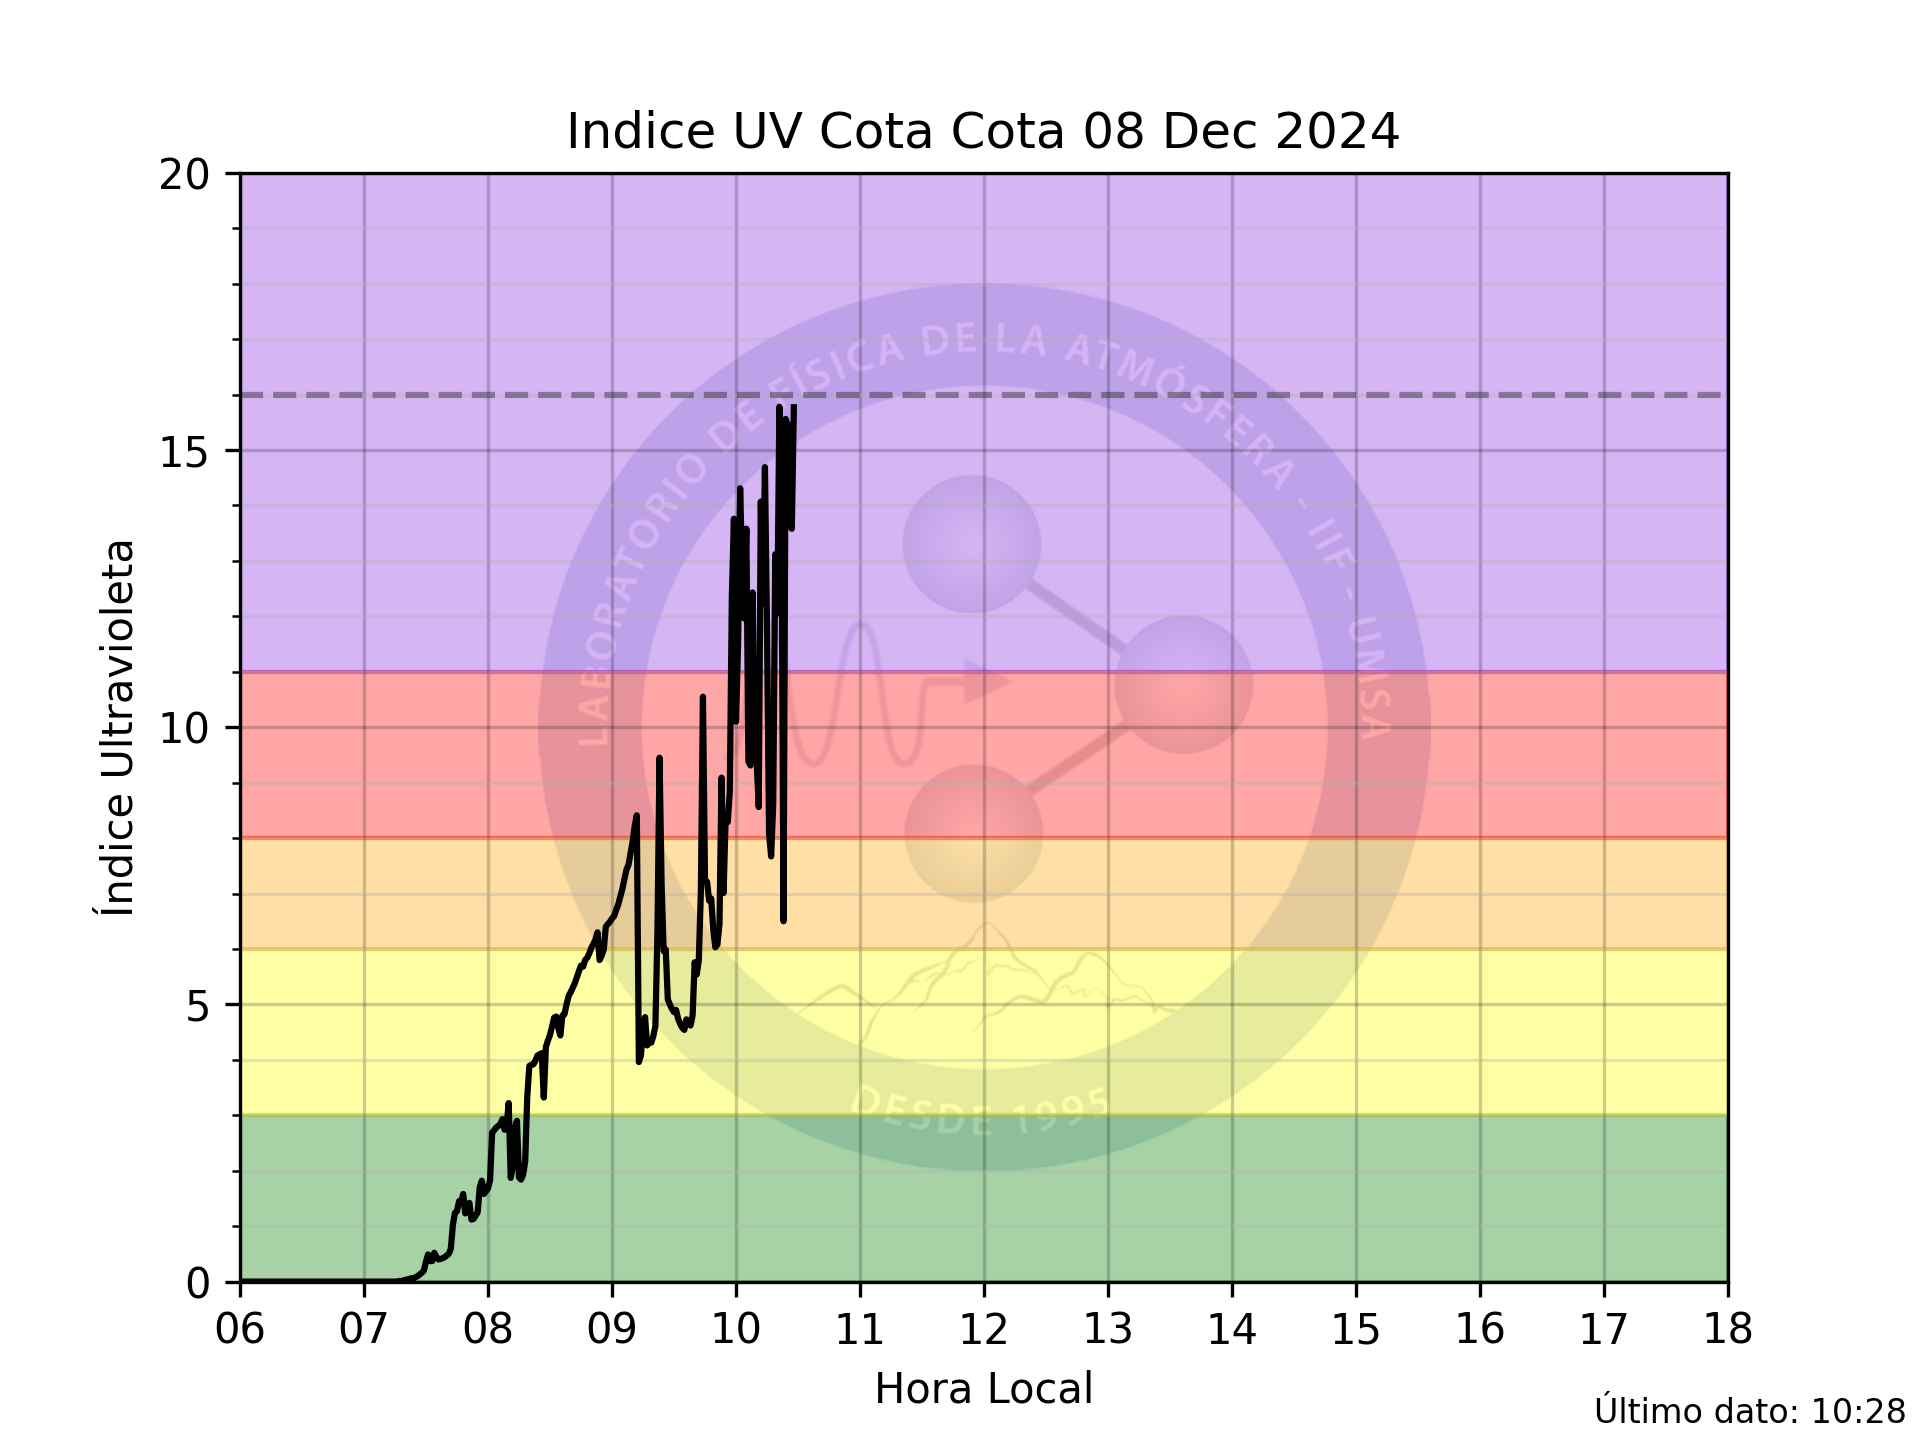 Indice UV Cota Cota 08 Dec 2024
20
15
10
5
0
Índice Ultravioleta
LABORATORIO DE FÍSICA DE LA ATMÓSFERA - IIF - UMSA
DESDE 1995
06 07 08 09 10 11 12 13 14 15 16 17 18
Hora Local
Último dato: 10:28